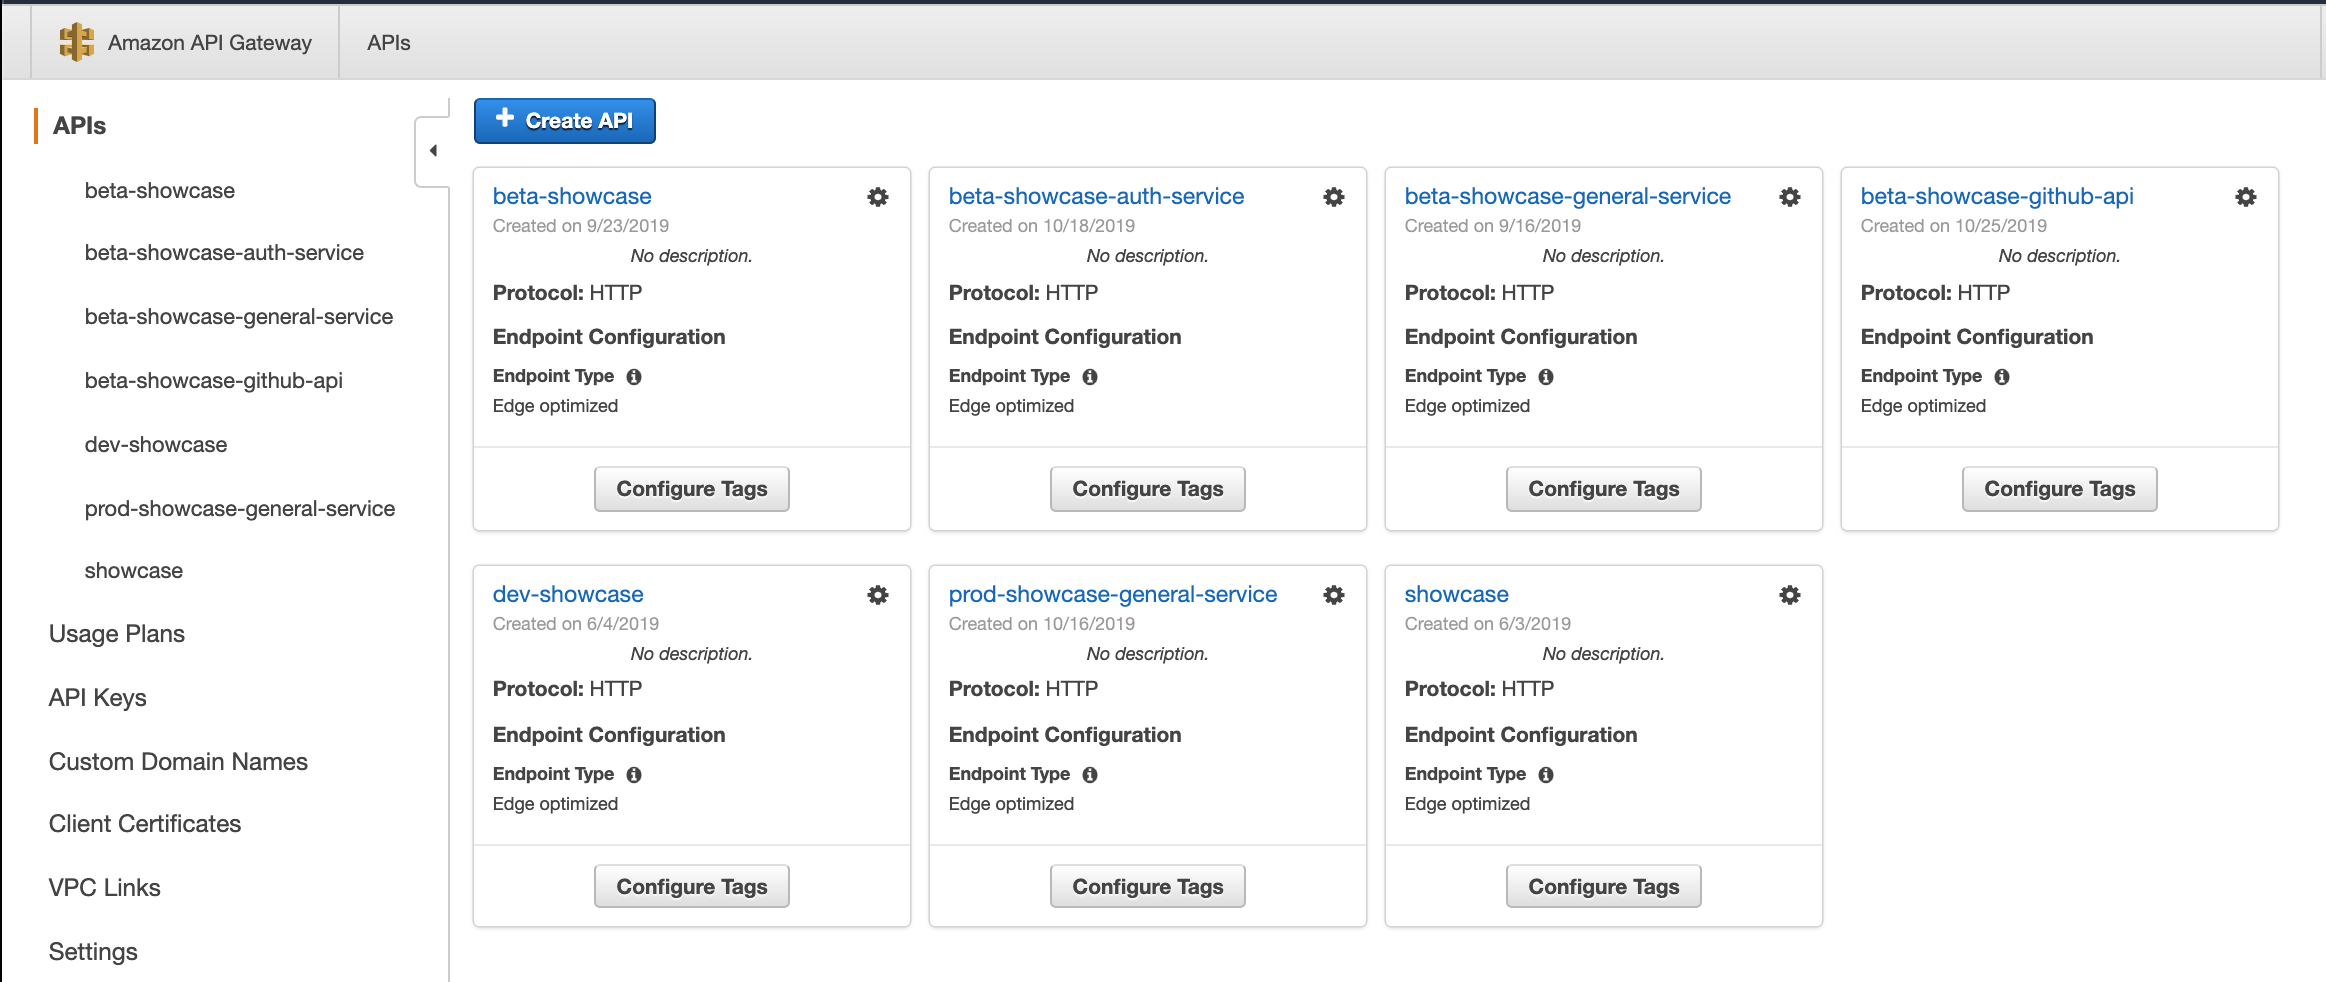 Amazon API Gateway
APIs
APIs
beta-showcase
beta-showcase-auth-service
beta-showcase-general-service
beta-showcase-github-api
dev-showcase
prod-showcase-general-service
showcase
Usage Plans
API Keys
Custom Domain Names
Client Certificates
VPC Links
Settings
+ Create API
beta-showcase
Created on 9/23/2019
No description.
Protocol: HTTP
Endpoint Configuration
Endpoint Type
Edge optimized
Configure Tags
beta-showcase-auth-service
Created on 10/18/2019
No description.
Protocol: HTTP
Endpoint Configuration
Endpoint Type
Edge optimized
Configure Tags
beta-showcase-general-service
Created on 9/16/2019
No description.
Protocol: HTTP
Endpoint Configuration
Endpoint Type
Edge optimized
Configure Tags
beta-showcase-github-api
Created on 10/25/2019
No description.
Protocol: HTTP
Endpoint Configuration
Endpoint Type
Edge optimized
Configure Tags
dev-showcase
Created on 6/4/2019
No description.
Protocol: HTTP
Endpoint Configuration
Endpoint Type
Edge optimized
Configure Tags
prod-showcase-general-service
Created on 10/16/2019
No description.
Protocol: HTTP
Endpoint Configuration
Endpoint Type
Edge optimized
Configure Tags
showcase
Created on 6/3/2019
No description.
Protocol: HTTP
Endpoint Configuration
Endpoint Type
Edge optimized
Configure Tags